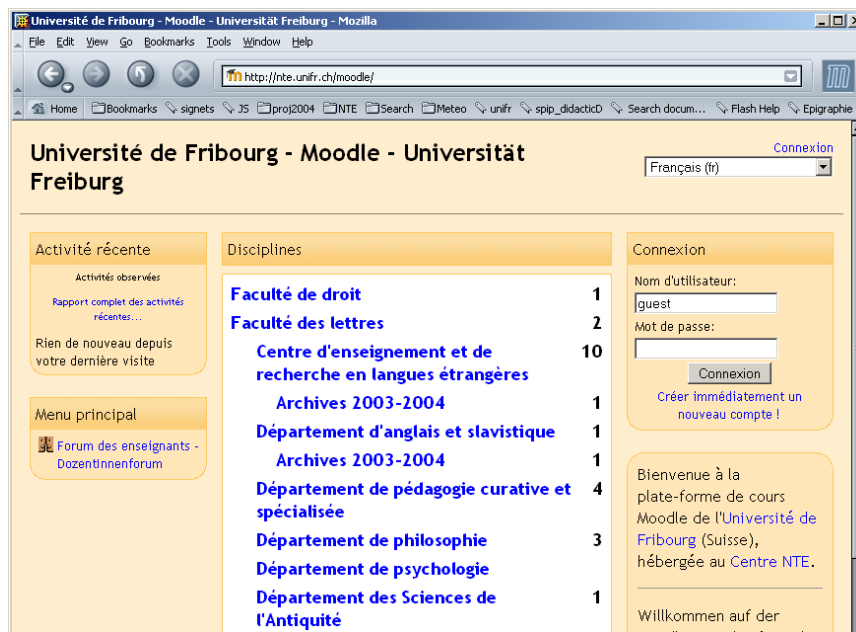 Université de Fribourg - Moodle - Universität Freiburg - Mozilla
File Edit View Go Bookmarks Tools Window Help
http://nte.unifr.ch/moodle/
Home Bookmarks signets JS proj2004 NTE Search Meteo unifr spip_didacticD Search docum... Flash Help Epigraphie
Université de Fribourg - Moodle - Universität
Freiburg
Connexion
Français (fr)
Activité récente
Activités observées
Rapport complet des activités
récentes...
Rien de nouveau depuis
votre dernière visite
Menu principal
Forum des enseignants -
DozentInnenforum
Disciplines
Faculté de droit 1
Faculté des lettres 2
Centre d'enseignement et de 10
recherche en langues étrangères
Archives 2003-2004 1
Département d'anglais et slavistique 1
Archives 2003-2004 1
Département de pédagogie curative et 4
spécialisée
Département de philosophie 3
Département de psychologie
Département des Sciences de 1
l'Antiquité
Connexion
Nom d'utilisateur:
guest
Mot de passe:
Connexion
Créer immédiatement un
nouveau compte !
Bienvenue à la
plate-forme de cours
Moodle de l'Université de
Fribourg (Suisse),
hébergée au Centre NTE.
Willkommen auf der